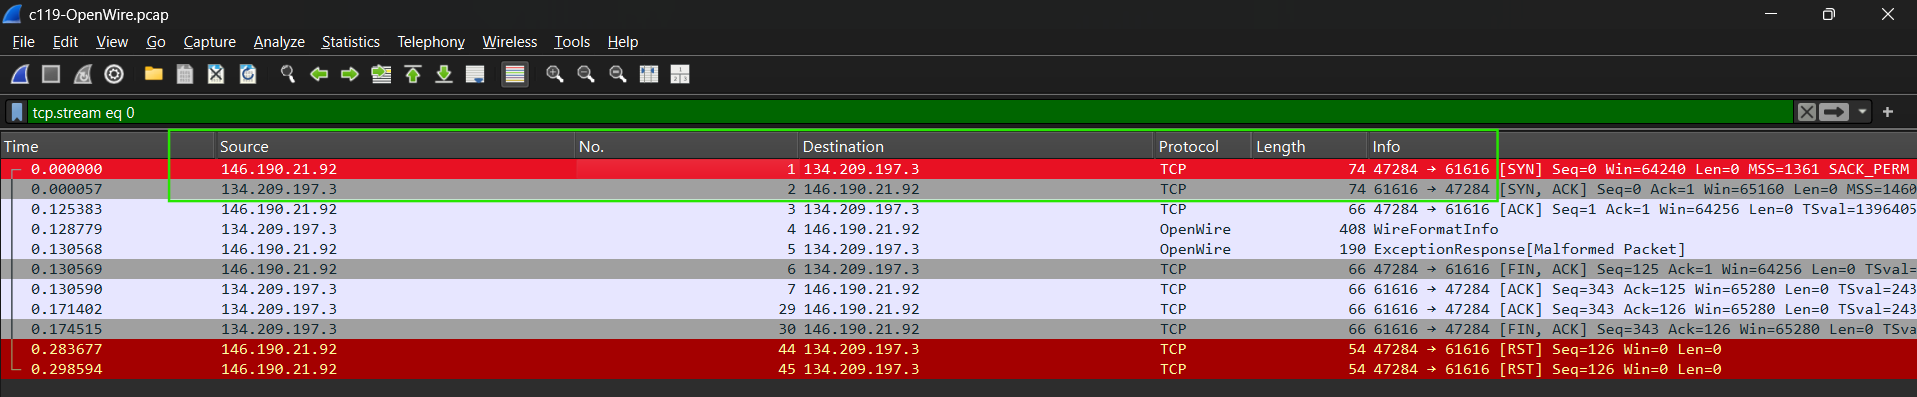 c119-OpenWire.pcap
File Edit View Go Capture Analyze Statistics Telephony Wireless Tools Help
tcp.stream eq 0
Time Source No. Destination Protocol Length Info
0.000000 146.190.21.92 1 134.209.197.3 TCP 74 47284 → 61616 [SYN] Seq=0 Win=64240 Len=0 MSS=1361 SACK_PERM
0.000057 134.209.197.3 2 146.190.21.92 TCP 74 61616 → 47284 [SYN, ACK] Seq=0 Ack=1 Win=65160 Len=0 MSS=1460
0.125383 146.190.21.92 3 134.209.197.3 TCP 66 47284 → 61616 [ACK] Seq=1 Ack=1 Win=64256 Len=0 TSval=1396405
0.128779 134.209.197.3 4 146.190.21.92 OpenWire 408 WireFormatInfo
0.130568 146.190.21.92 5 134.209.197.3 OpenWire 190 ExceptionResponse[Malformed Packet]
0.130569 146.190.21.92 6 134.209.197.3 TCP 66 47284 → 61616 [FIN, ACK] Seq=125 Ack=1 Win=64256 Len=0 TSval=
0.130590 134.209.197.3 7 146.190.21.92 TCP 66 61616 → 47284 [ACK] Seq=343 Ack=125 Win=65280 Len=0 TSval=243
0.171402 134.209.197.3 29 146.190.21.92 TCP 66 61616 → 47284 [ACK] Seq=343 Ack=126 Win=65280 Len=0 TSval=243
0.174515 134.209.197.3 30 146.190.21.92 TCP 66 61616 → 47284 [FIN, ACK] Seq=343 Ack=126 Win=65280 Len=0 TSva
0.283677 146.190.21.92 44 134.209.197.3 TCP 54 47284 → 61616 [RST] Seq=126 Win=0 Len=0
0.298594 146.190.21.92 45 134.209.197.3 TCP 54 47284 → 61616 [RST] Seq=126 Win=0 Len=0